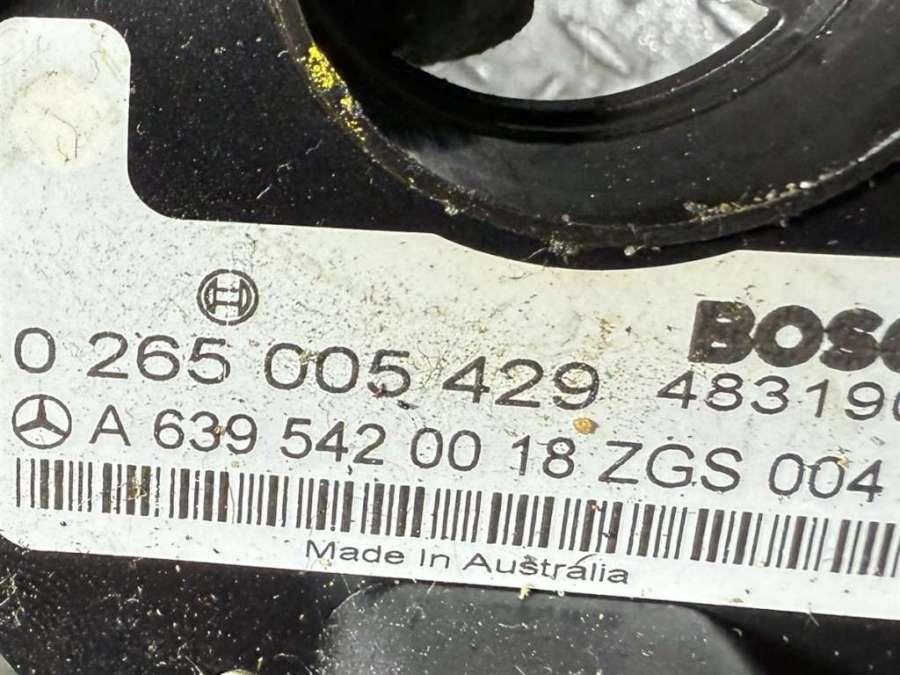 BOSC
0 265 005 429 48319
A 639 542 00 18 ZGS 004
Made In Australia